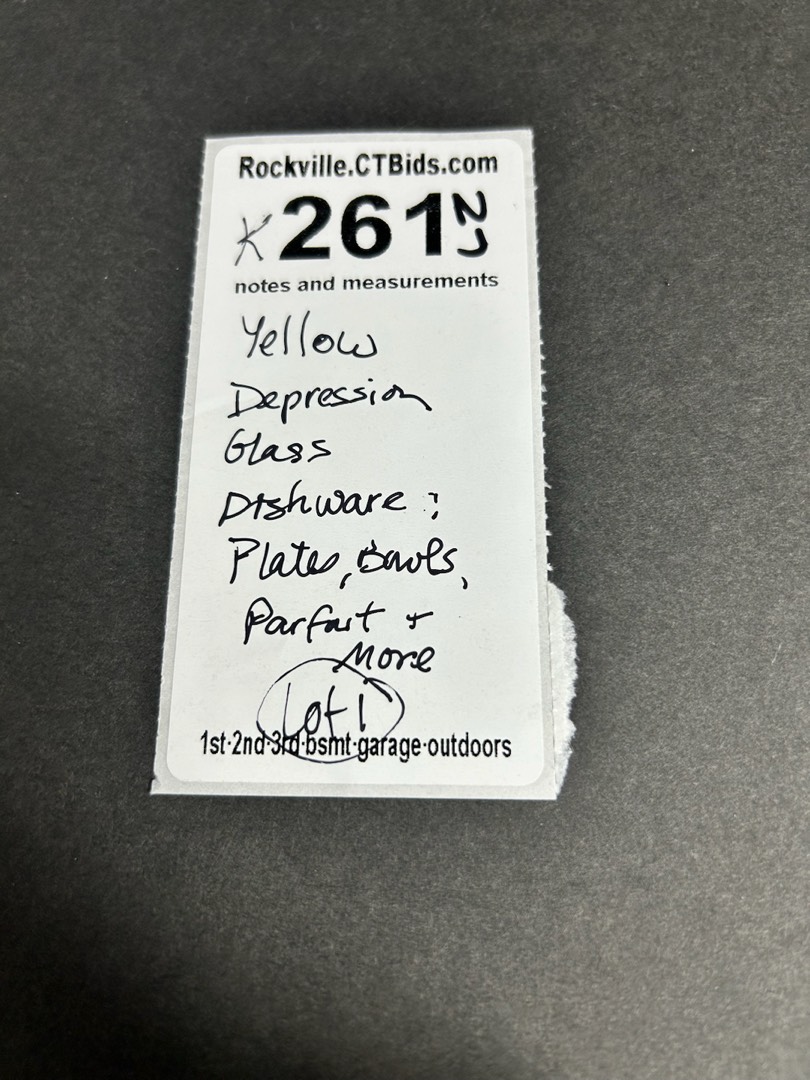 Rockville.CTBids.com
K 261 NJ
notes and measurements
Yellow
Depression
Glass
Dishware:
Plates, Bowls,
Parfait +
More
Lot 1
1st·2nd·3rd·bsmt·garage·outdoors